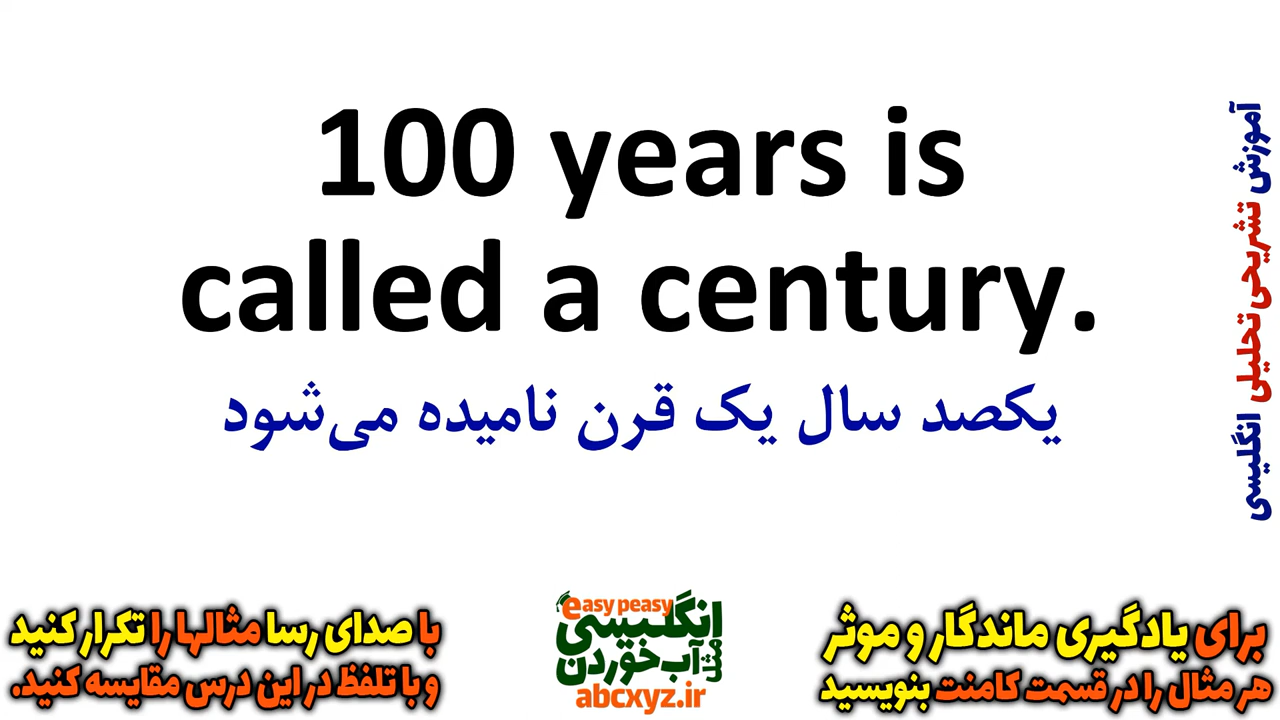 100 years is
called a century.
یکصد سال یک قرن نامیده می‌شود
آموزش تشریحی تحلیلی انگلیسی
برای یادگیری ماندگار و موثر
هر مثال را در قسمت کامنت بنویسید
easy peasy
انگلیسی
مثل آب خوردن
abcxyz.ir
با صدای رسا مثالها را تکرار کنید
و با تلفظ در این درس مقایسه کنید.